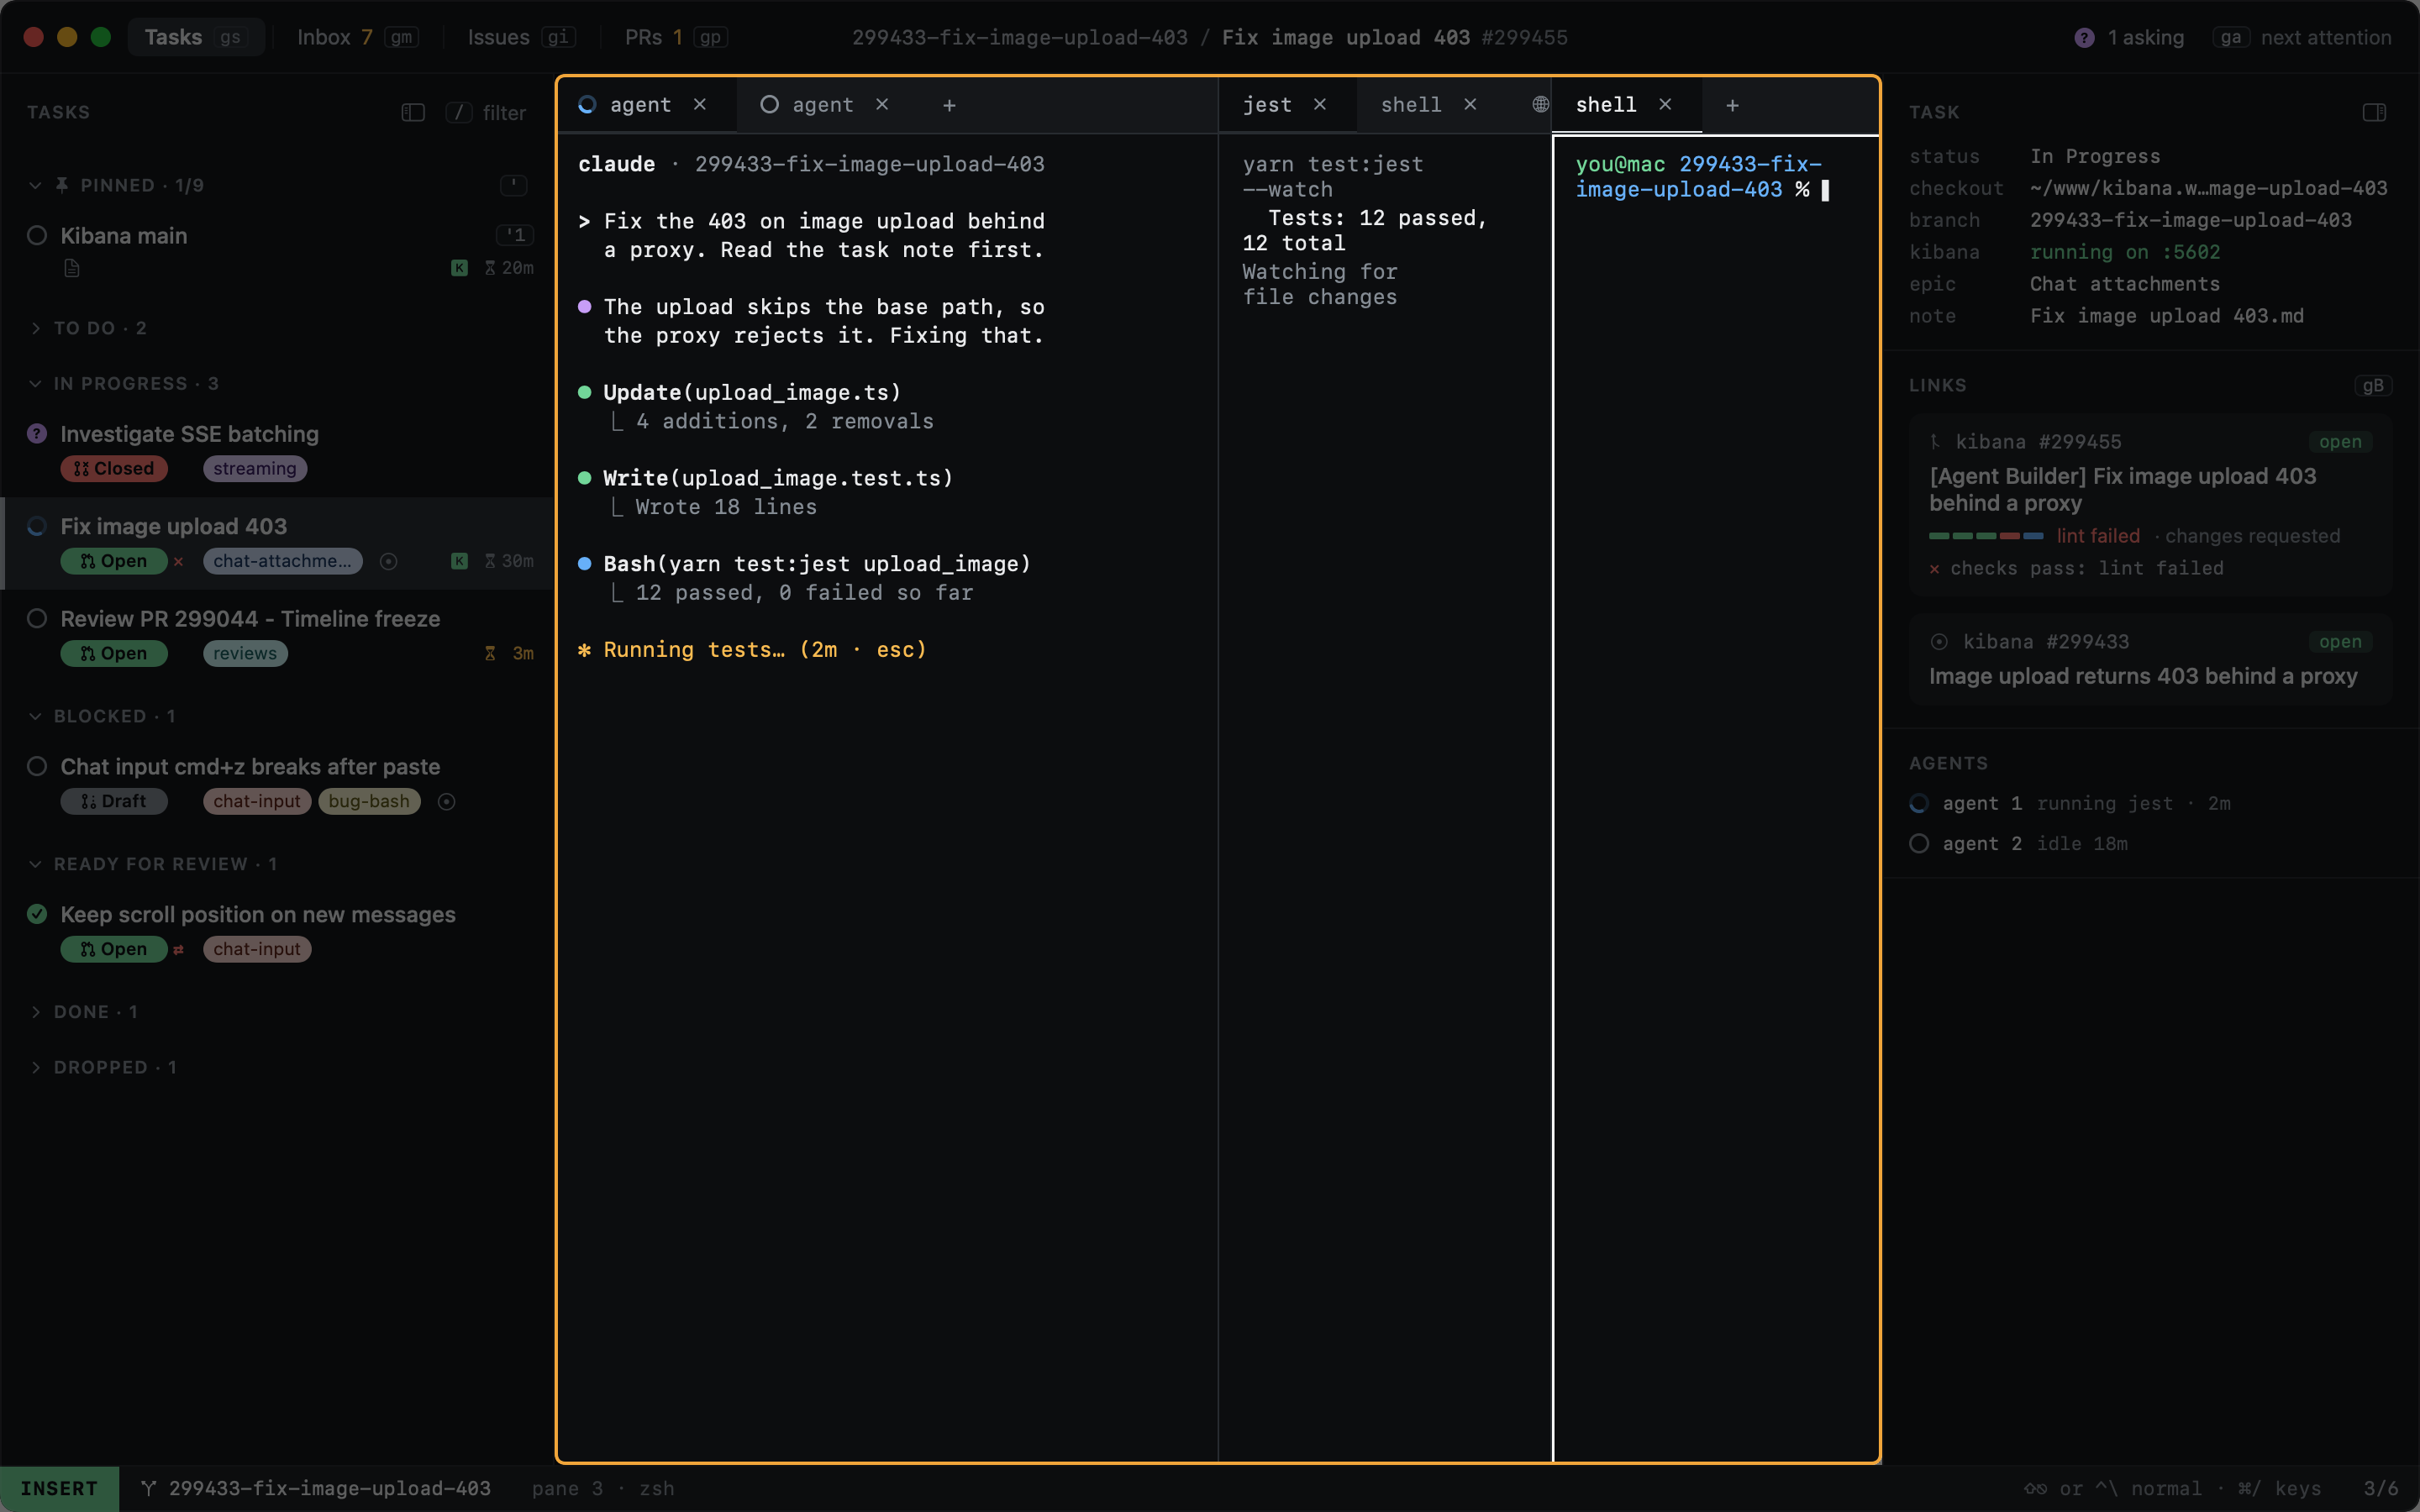 Tasks gs Inbox 7 gm Issues gi PRs 1 gp 299433-fix-image-upload-403 / Fix image upload 403 #299455 ? 1 asking ga next attention
TASKS / filter
PINNED · 1/9 '
Kibana main '1
K 20m
TO DO · 2
IN PROGRESS · 3
? Investigate SSE batching
Closed streaming
Fix image upload 403
Open × chat-attachme… K 30m
Review PR 299044 - Timeline freeze
Open reviews 3m
BLOCKED · 1
Chat input cmd+z breaks after paste
Draft chat-input bug-bash
READY FOR REVIEW · 1
Keep scroll position on new messages
Open chat-input
DONE · 1
DROPPED · 1
agent × agent × +
claude · 299433-fix-image-upload-403
> Fix the 403 on image upload behind
a proxy. Read the task note first.
The upload skips the base path, so
the proxy rejects it. Fixing that.
Update(upload_image.ts)
4 additions, 2 removals
Write(upload_image.test.ts)
Wrote 18 lines
Bash(yarn test:jest upload_image)
12 passed, 0 failed so far
✻ Running tests… (2m · esc)
jest × shell ×
yarn test:jest
--watch
Tests: 12 passed,
12 total
Watching for
file changes
shell × +
you@mac 299433-fix-
image-upload-403 %
TASK
status In Progress
checkout ~/www/kibana.w…mage-upload-403
branch 299433-fix-image-upload-403
kibana running on :5602
epic Chat attachments
note Fix image upload 403.md
LINKS gB
kibana #299455 open
[Agent Builder] Fix image upload 403
behind a proxy
lint failed · changes requested
× checks pass: lint failed
kibana #299433 open
Image upload returns 403 behind a proxy
AGENTS
agent 1 running jest · 2m
agent 2 idle 18m
INSERT 299433-fix-image-upload-403 pane 3 · zsh or ^\ normal · ⌘/ keys 3/6